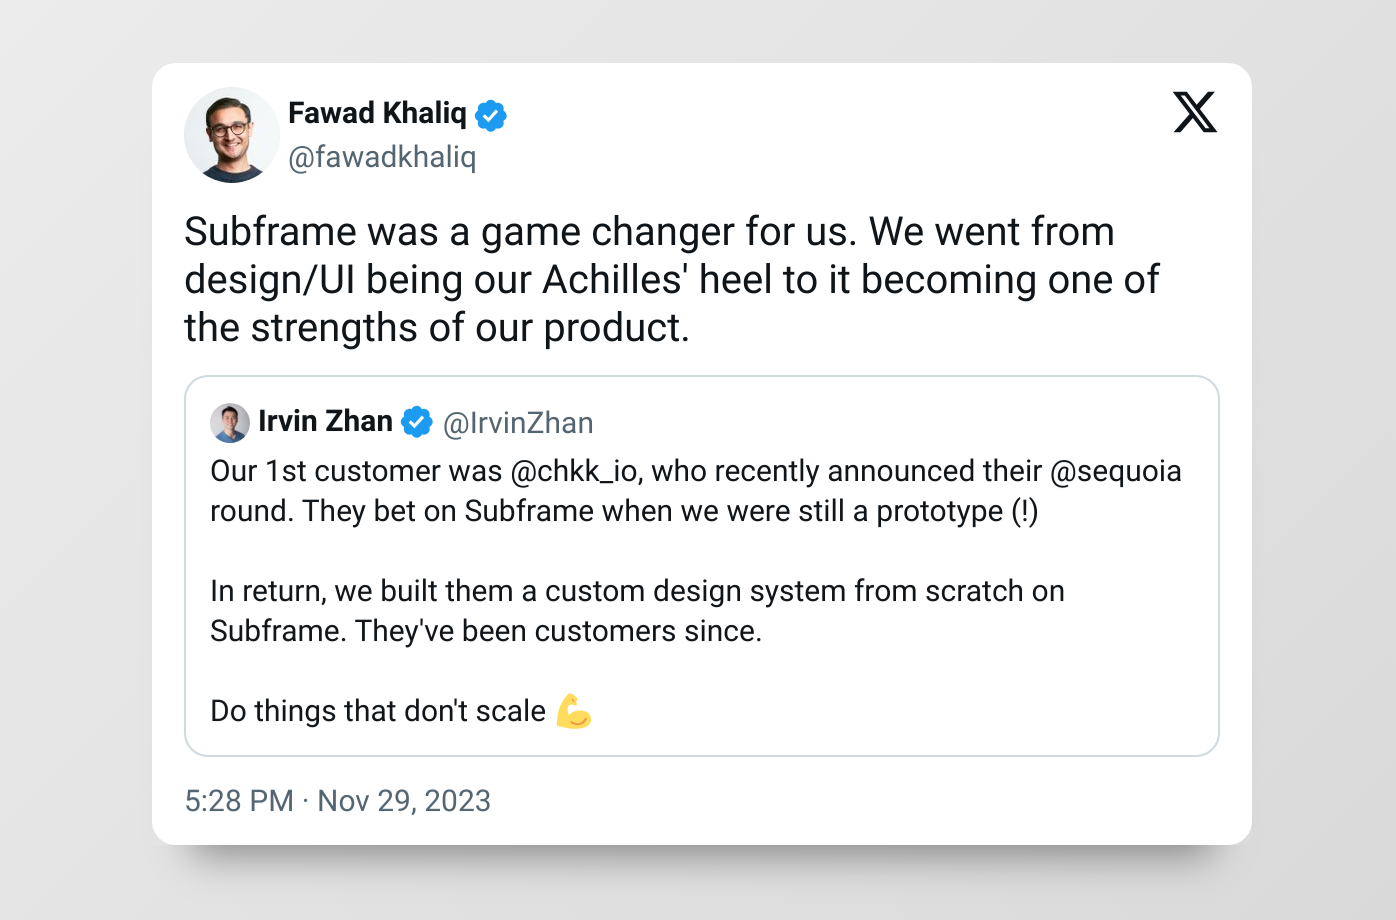 Fawad Khaliq
@fawadkhaliq
Subframe was a game changer for us. We went from
design/UI being our Achilles' heel to it becoming one of
the strengths of our product.
Irvin Zhan @IrvinZhan
Our 1st customer was @chkk_io, who recently announced their @sequoia
round. They bet on Subframe when we were still a prototype (!)
In return, we built them a custom design system from scratch on
Subframe. They've been customers since.
Do things that don't scale 💪
5:28 PM · Nov 29, 2023